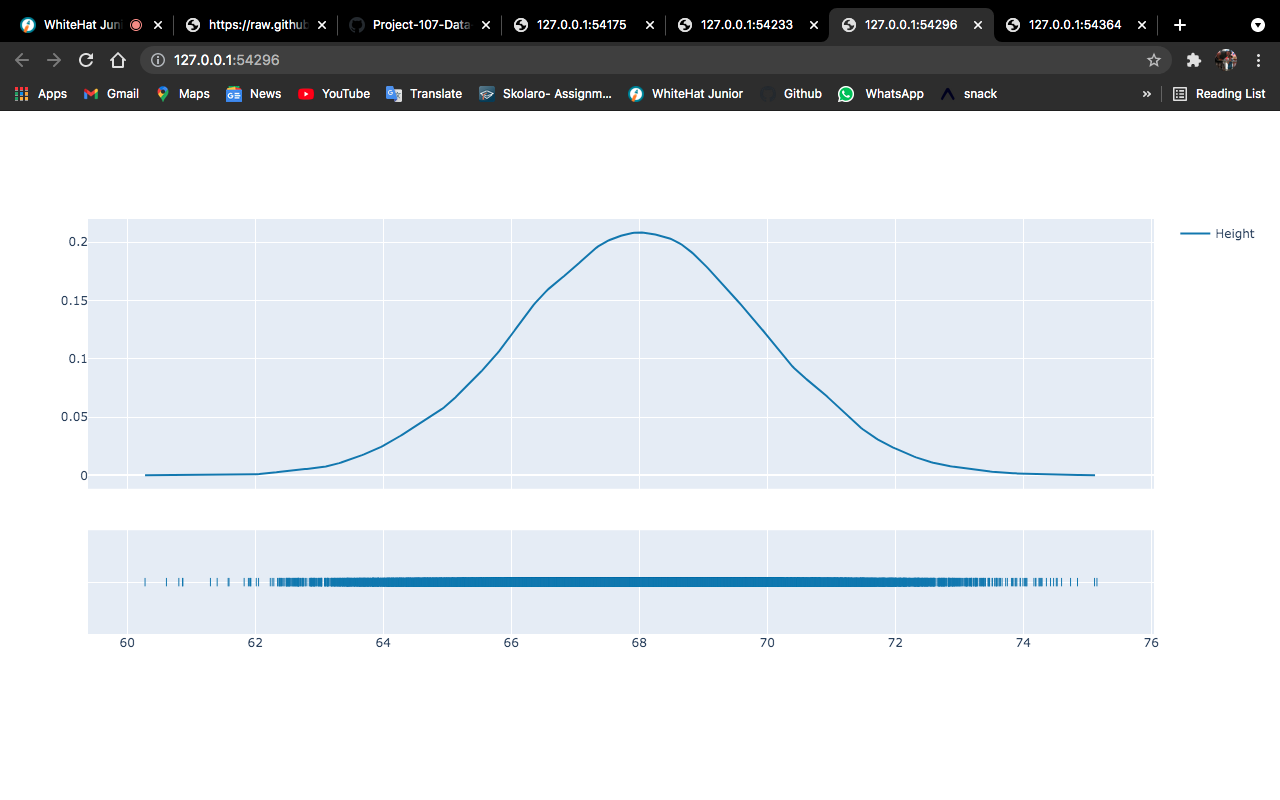 WhiteHat Juni
https://raw.githu
Project-107-Data
127.0.0.1:54175
127.0.0.1:54233
127.0.0.1:54296
127.0.0.1:54364
127.0.0.1:54296
Apps
Gmail
Maps
News
YouTube
Translate
Skolaro- Assignm...
WhiteHat Junior
Github
WhatsApp
snack
»
Reading List
0.2
0.15
0.1
0.05
0
Height
60 62 64 66 68 70 72 74 76